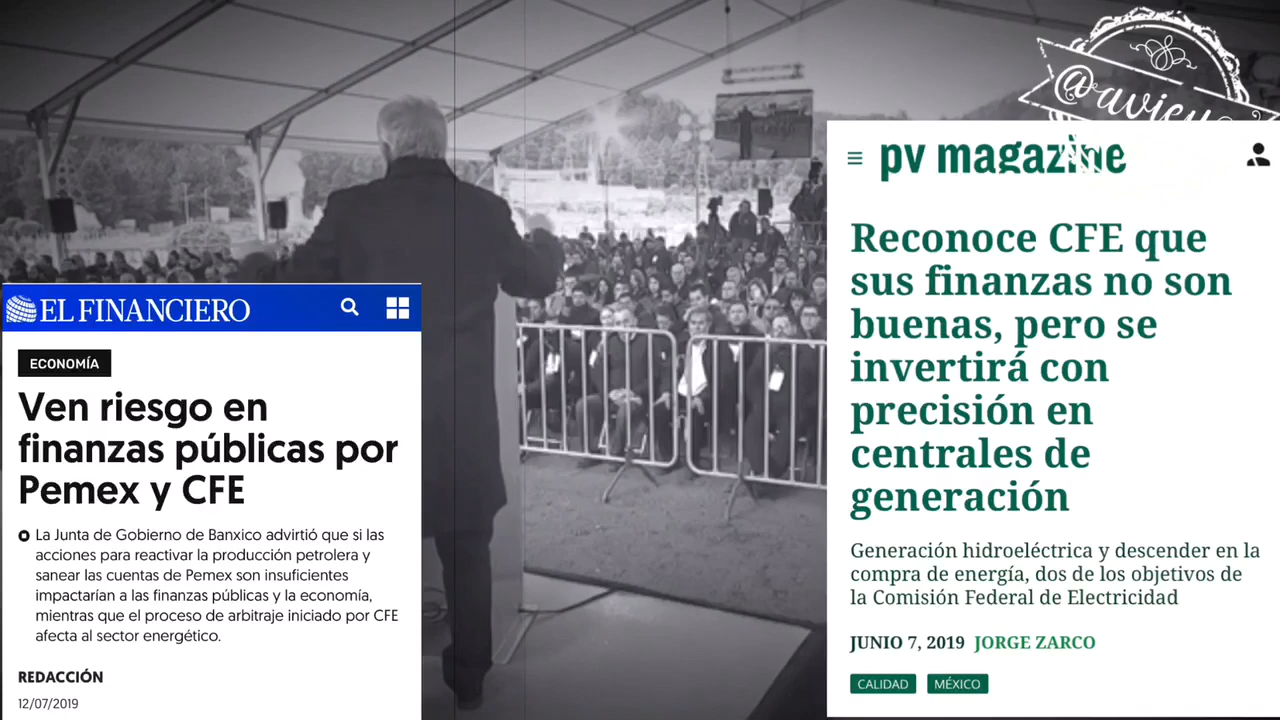 EL FINANCIERO
ECONOMÍA
Ven riesgo en
finanzas públicas por
Pemex y CFE
La Junta de Gobierno de Banxico advirtió que si las
acciones para reactivar la producción petrolera y
sanear las cuentas de Pemex son insuficientes
impactarían a las finanzas públicas y la economía,
mientras que el proceso de arbitraje iniciado por CFE
afecta al sector energético.
REDACCIÓN
12/07/2019
pv magazine
Reconoce CFE que
sus finanzas no son
buenas, pero se
invertirá con
precisión en
centrales de
generación
Generación hidroeléctrica y descender en la
compra de energía, dos de los objetivos de
la Comisión Federal de Electricidad
JUNIO 7, 2019 JORGE ZARCO
CALIDAD MÉXICO